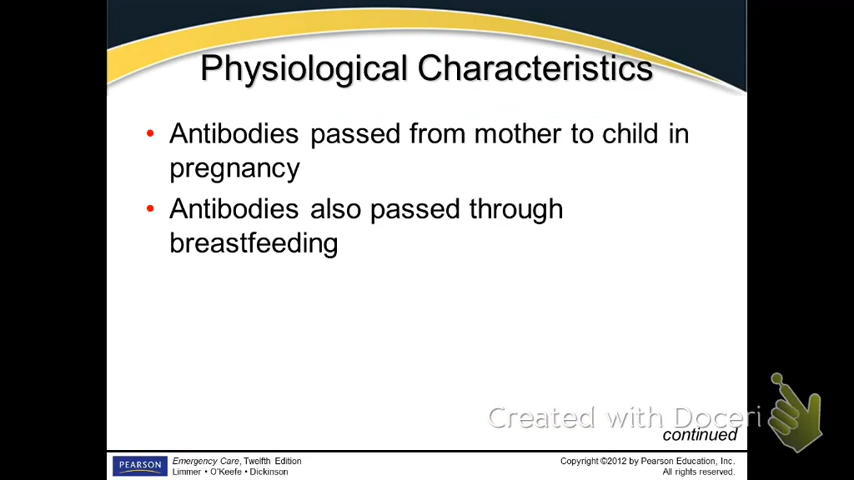 Physiological Characteristics
• Antibodies passed from mother to child in
pregnancy
• Antibodies also passed through
breastfeeding
Created with Doceri
continued
PEARSON
Emergency Care, Twelfth Edition
Limmer • O'Keefe • Dickinson
Copyright ©2012 by Pearson Education, Inc.
All rights reserved.